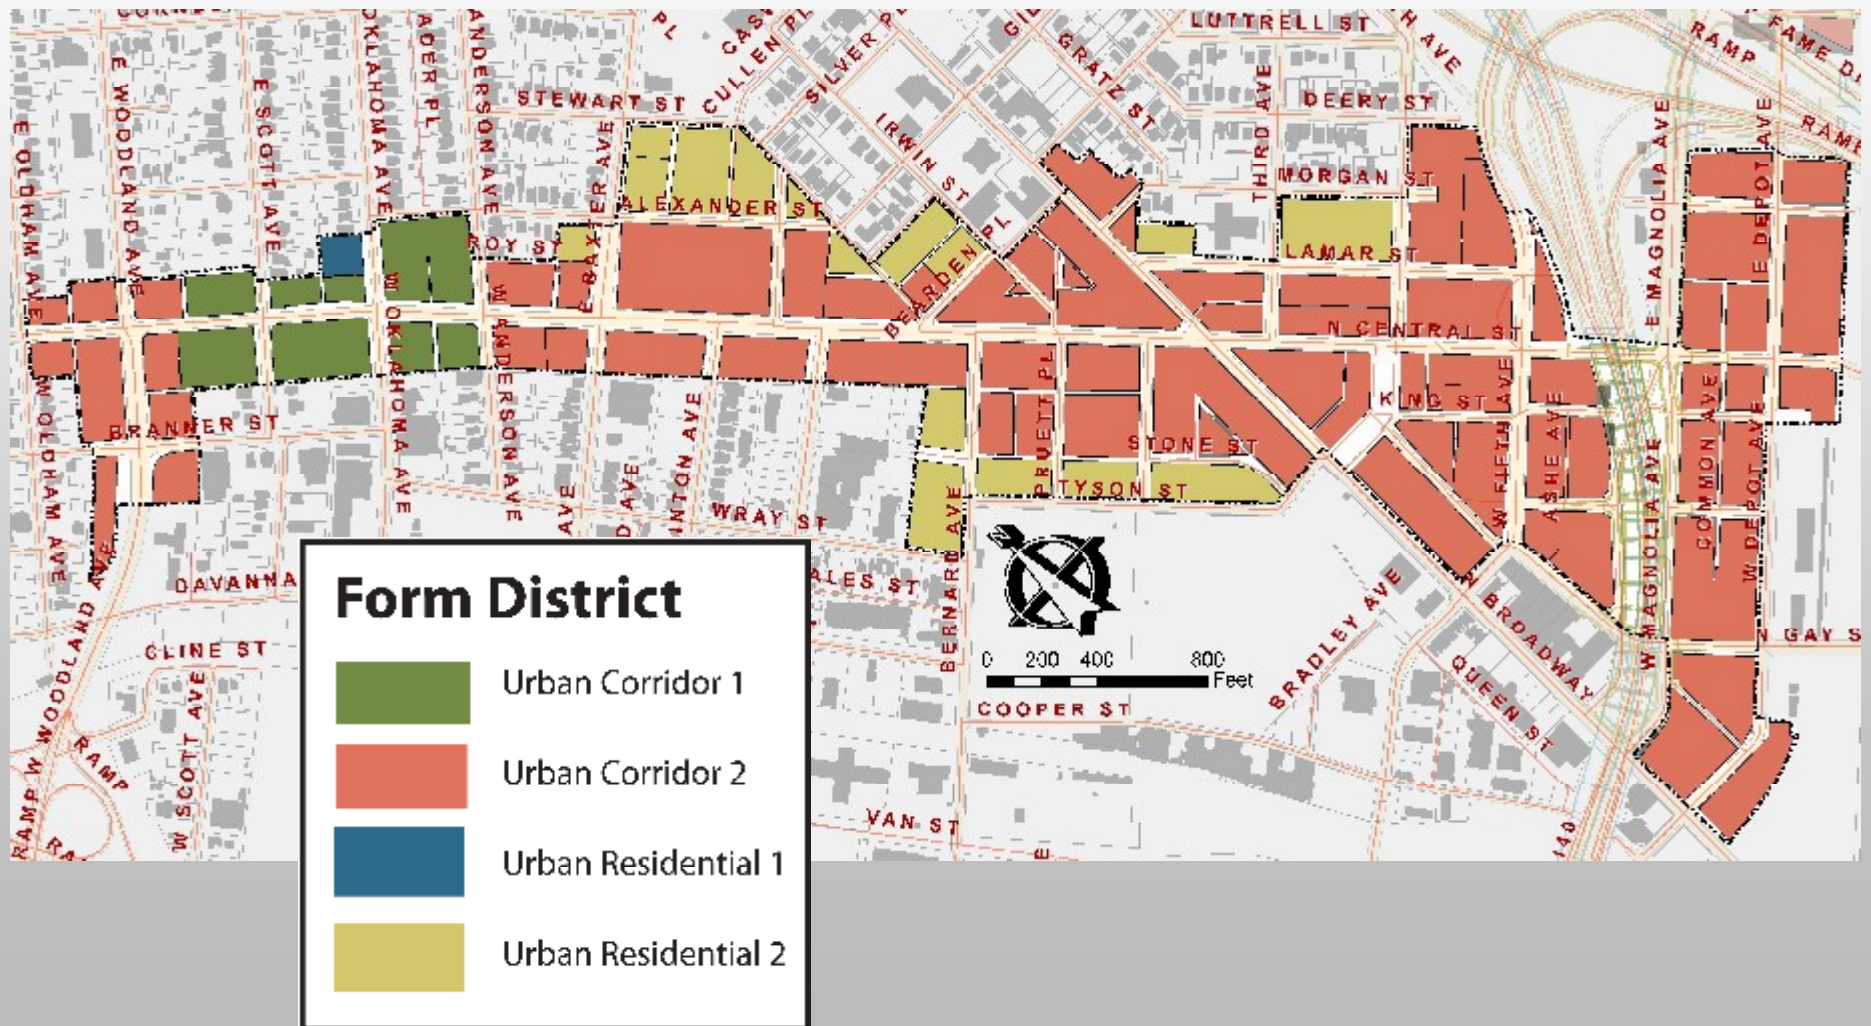 PL
LUTTRELL ST
RAMP
STEWART ST
CULLEN PL
GRATZ ST
THIRD AVE
DEERY ST
E OLDHAM AVE
E WOODLAND AVE
E SCOTT AVE
OKLAHOMA AVE
ANDERSON AVE
E BAXTER AVE
IRWIN ST
MORGAN ST
E MAGNOLIA AVE
E DEPOT AVE
ALEXANDER ST
ROY ST
BEARDEN PL
LAMAR ST
N CENTRAL ST
W OLDHAM AVE
W OKLAHOMA AVE
W ANDERSON AVE
PRUETT PL
KING ST
BRANNER ST
STONE ST
W FIFTH AVE
ASHE AVE
COMMON AVE
W DEPOT AVE
TYSON ST
WRAY ST
BERNARD AVE
W MAGNOLIA AVE
DAVANNA
W WOODLAND AVE
CLINE ST
RAMP
W SCOTT AVE
BRADLEY AVE
N BROADWAY
QUEEN ST
N GAY S
0 200 400 800
Feet
COOPER ST
VAN ST
RAMP
Form District
Urban Corridor 1
Urban Corridor 2
Urban Residential 1
Urban Residential 2